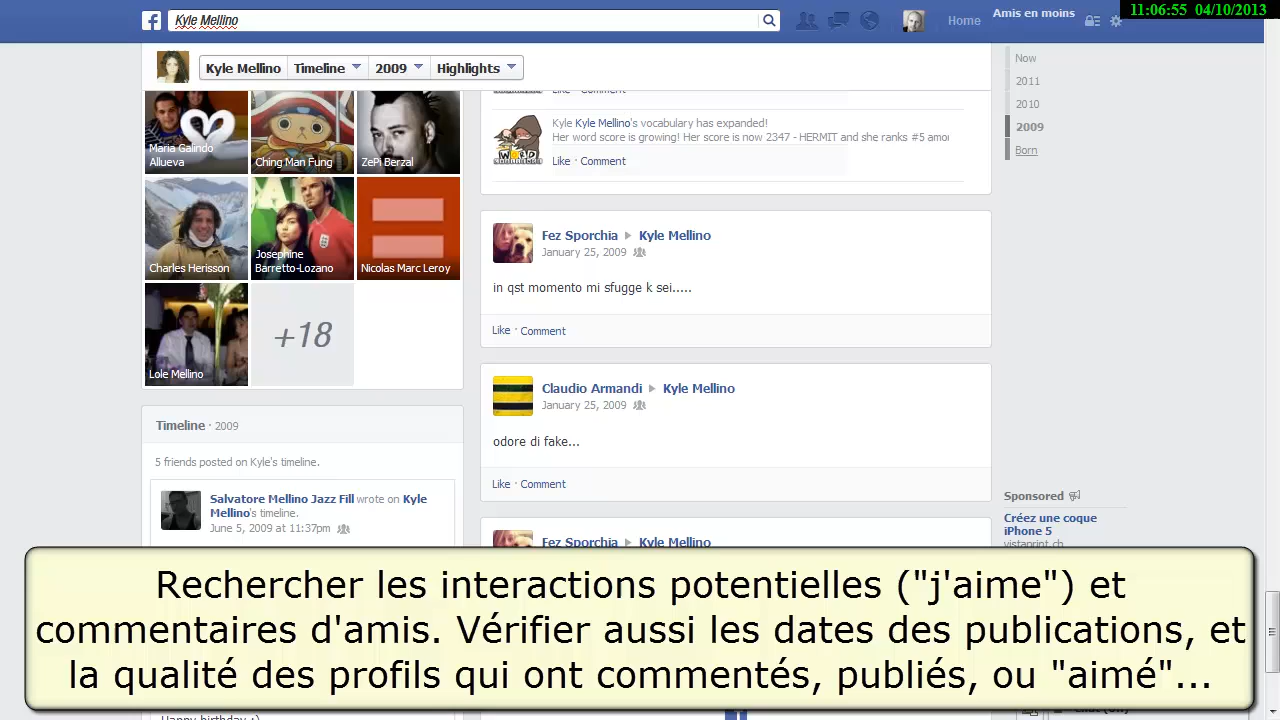 11:06:55 04/10/2013
Kyle Mellino
Home
Amis en moins
Kyle Mellino
Timeline
2009
Highlights
Now
2011
2010
2009
Born
Maria Galindo
Allueva
Ching Man Fung
ZePi Berzal
Charles Herisson
Josephine
Barretto-Lozano
Nicolas Marc Leroy
Lole Mellino
+18
Timeline · 2009
5 friends posted on Kyle's timeline.
Salvatore Mellino Jazz Fill wrote on Kyle
Mellino's timeline.
June 5, 2009 at 11:37pm
Like · Comment
Kyle Kyle Mellino's vocabulary has expanded!
Her word score is growing! Her score is now 2347 - HERMIT and she ranks #5 amor
Like · Comment
Fez Sporchia Kyle Mellino
January 25, 2009
in qst momento mi sfugge k sei.....
Like · Comment
Claudio Armandi Kyle Mellino
January 25, 2009
odore di fake...
Like · Comment
Fez Sporchia Kyle Mellino
Sponsored
Créez une coque
iPhone 5
vistaprint.ch
Rechercher les interactions potentielles ("j'aime") et
commentaires d'amis. Vérifier aussi les dates des publications, et
la qualité des profils qui ont commentés, publiés, ou "aimé"...
Happy birthday :)